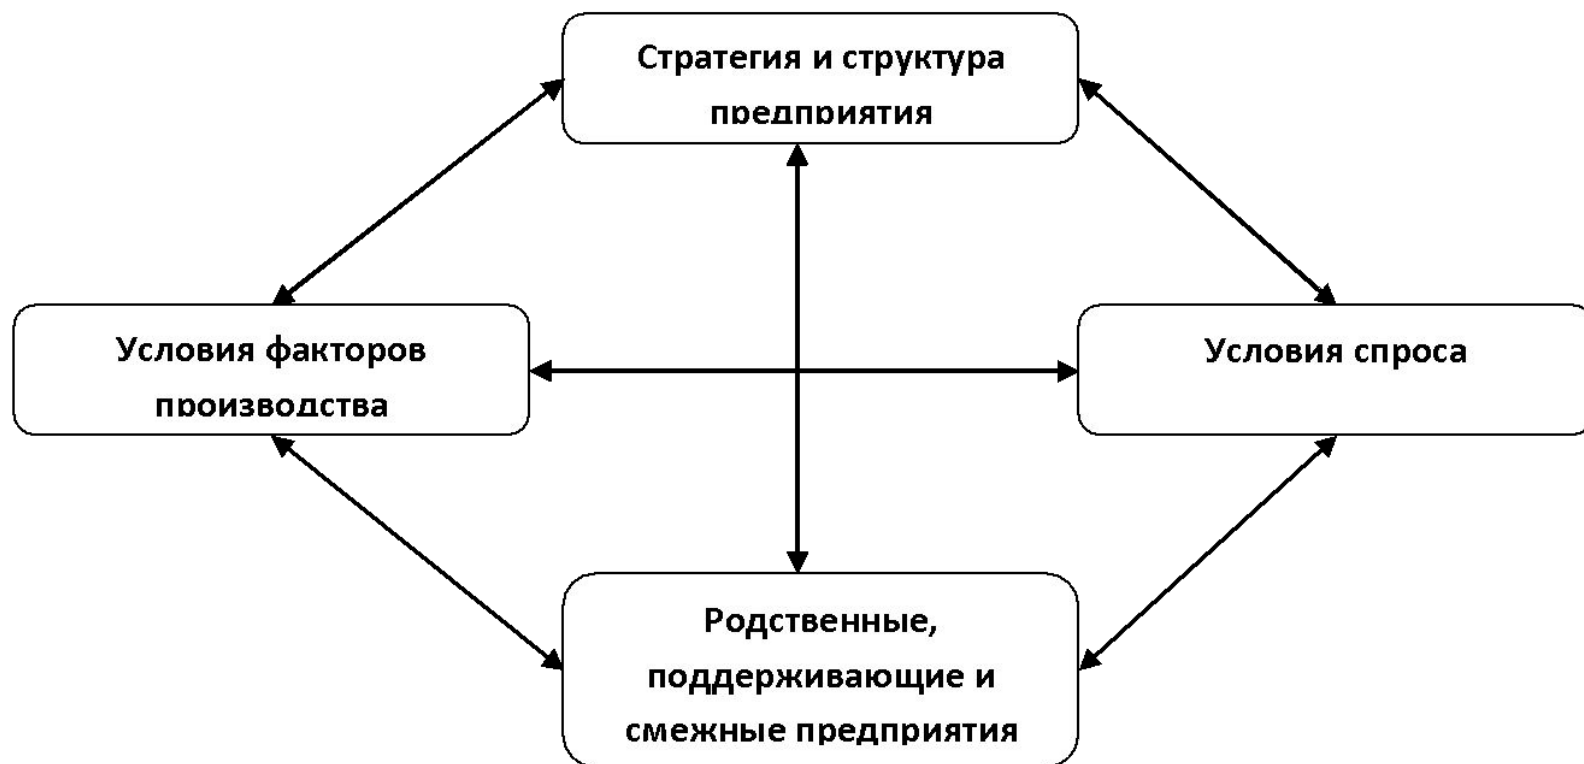 Стратегия и структура
предприятия
Условия факторов
производства
Условия спроса
Родственные,
поддерживающие и
смежные предприятия